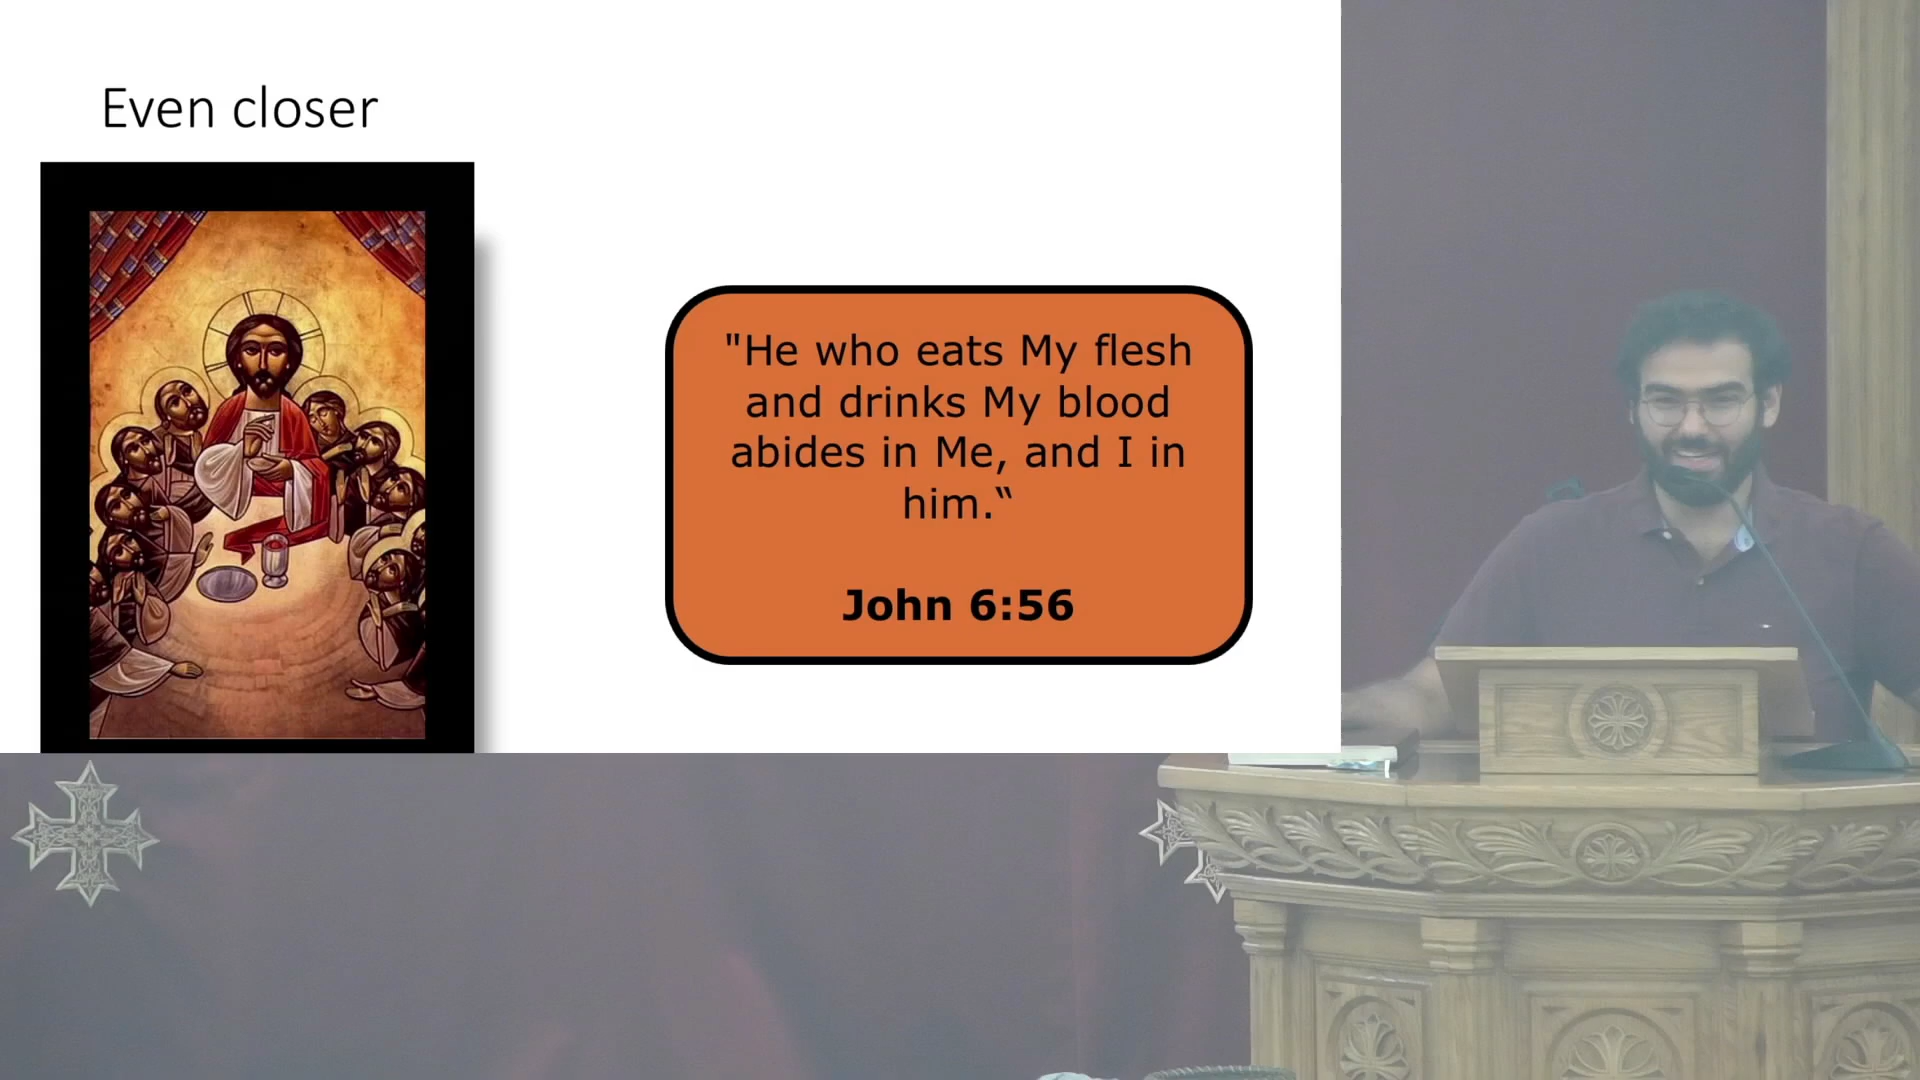 Even closer
"He who eats My flesh
and drinks My blood
abides in Me, and I in
him.“
John 6:56